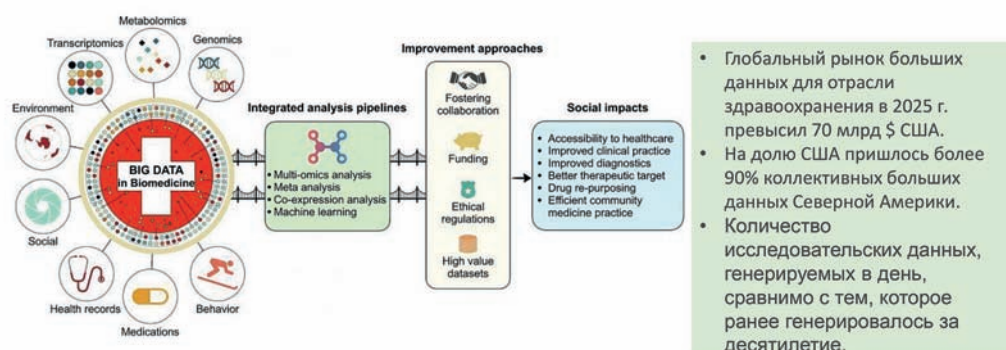 Metabolomics
Transcriptomics
Genomics
Environment
BIG DATA
in Biomedicine
Social
Health records
Medications
Behavior
Integrated analysis pipelines
• Multi-omics analysis
• Meta analysis
• Co-expression analysis
• Machine learning
Improvement approaches
Fostering
collaboration
Funding
Ethical
regulations
High value
datasets
Social impacts
• Accessibility to healthcare
• Improved clinical practice
• Improved diagnostics
• Better therapeutic target
• Drug re-purposing
• Efficient community
medicine practice
• Глобальный рынок больших
данных для отрасли
здравоохранения в 2025 г.
превысил 70 млрд $ США.
• На долю США пришлось более
90% коллективных больших
данных Северной Америки.
• Количество
исследовательских данных,
генерируемых в день,
сравнимо с тем, которое
ранее генерировалось за
десятилетие.